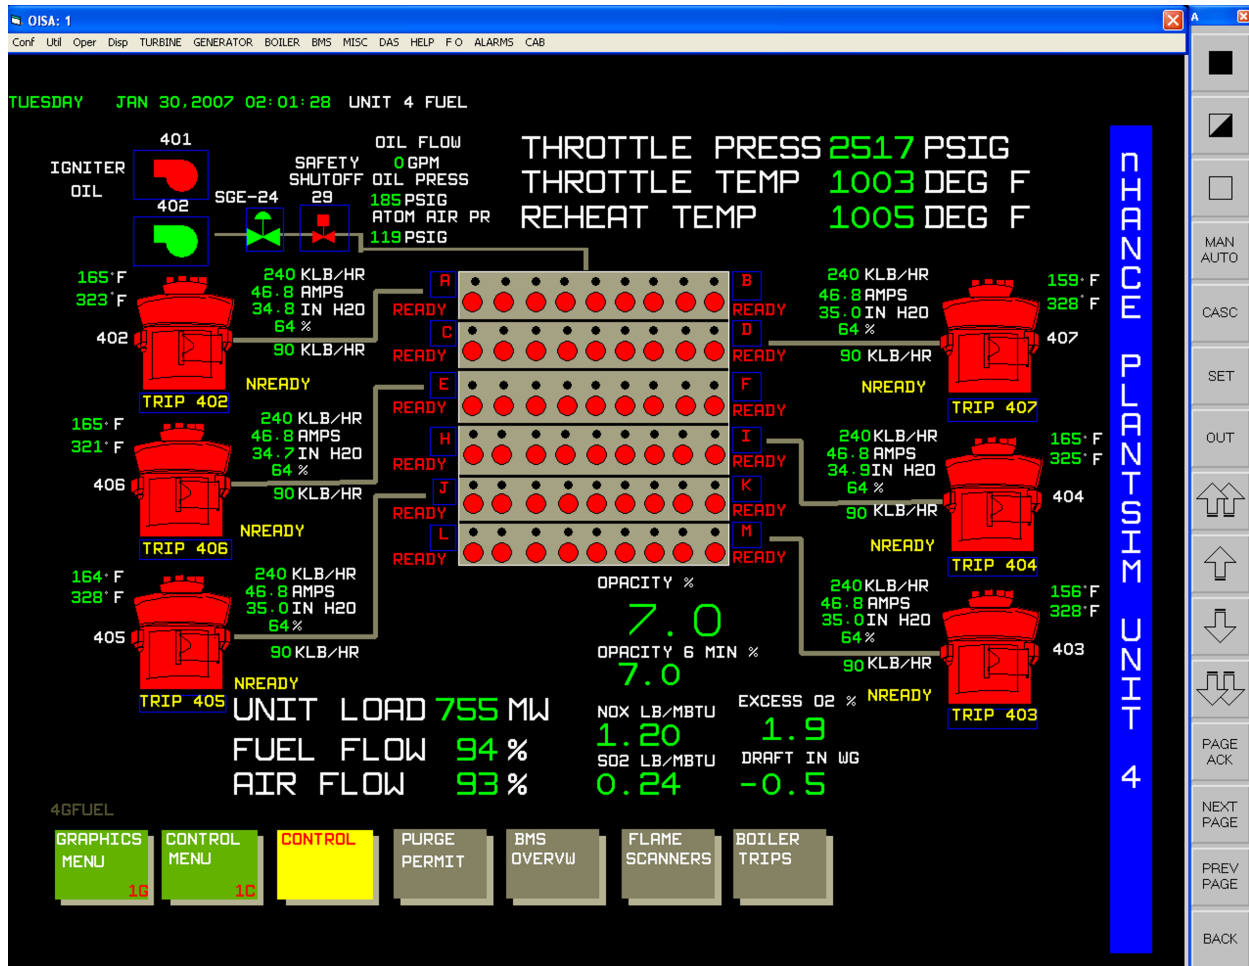 OISA: 1
A
Conf Util Oper Disp TURBINE GENERATOR BOILER BMS MISC DAS HELP F O ALARMS CAB
TUESDAY JAN 30,2007 02:01:28 UNIT 4 FUEL
401
IGNITER
OIL
402
SGE-24
SAFETY
SHUTOFF
29
OIL FLOW
0 GPM
OIL PRESS
185 PSIG
ATOM AIR PR
119 PSIG
THROTTLE PRESS 2517 PSIG
THROTTLE TEMP 1003 DEG F
REHEAT TEMP 1005 DEG F
165°F
323°F
402
240 KLB/HR
46.8 AMPS
34.8 IN H2O
64 %
90 KLB/HR
NREADY
TRIP 402
165°F
321°F
406
240 KLB/HR
46.8 AMPS
34.7 IN H2O
64 %
90 KLB/HR
NREADY
TRIP 406
164°F
328°F
405
240 KLB/HR
46.8 AMPS
35.0 IN H2O
64 %
90 KLB/HR
NREADY
TRIP 405
A
READY
B
READY
C
READY
D
READY
E
READY
F
READY
H
READY
I
READY
J
READY
K
READY
L
READY
M
READY
240 KLB/HR
46.8 AMPS
35.0 IN H2O
64 %
90 KLB/HR
159°F
328°F
407
NREADY
TRIP 407
240 KLB/HR
46.8 AMPS
34.9 IN H2O
64 %
90 KLB/HR
165°F
325°F
404
NREADY
TRIP 404
240 KLB/HR
46.8 AMPS
35.0 IN H2O
64 %
90 KLB/HR
156°F
328°F
403
NREADY
TRIP 403
OPACITY %
7.0
OPACITY 6 MIN %
7.0
NOX LB/MBTU
1.20
SO2 LB/MBTU
0.24
EXCESS O2 %
1.9
DRAFT IN WG
-0.5
UNIT LOAD 755 MW
FUEL FLOW 94 %
AIR FLOW 93 %
4GFUEL
GRAPHICS
MENU
1G
CONTROL
MENU
1C
CONTROL
PURGE
PERMIT
BMS
OVERVW
FLAME
SCANNERS
BOILER
TRIPS
nHANCE PLANTSIM UNIT 4
MAN
AUTO
CASC
SET
OUT
PAGE
ACK
NEXT
PAGE
PREV
PAGE
BACK